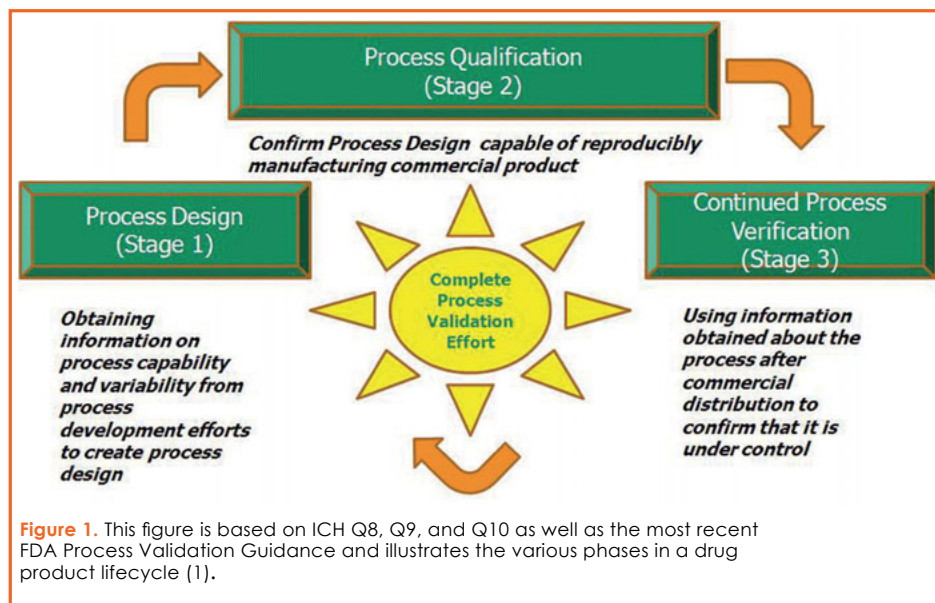 Process Qualification
(Stage 2)
Confirm Process Design capable of reproducibly
manufacturing commercial product
Process Design
(Stage 1)
Obtaining
information on
process capability
and variability from
process
development efforts
to create process
design
Complete
Process
Validation
Effort
Continued Process
Verification
(Stage 3)
Using information
obtained about the
process after
commercial
distribution to
confirm that it is
under control
Figure 1. This figure is based on ICH Q8, Q9, and Q10 as well as the most recent
FDA Process Validation Guidance and illustrates the various phases in a drug
product lifecycle (1).